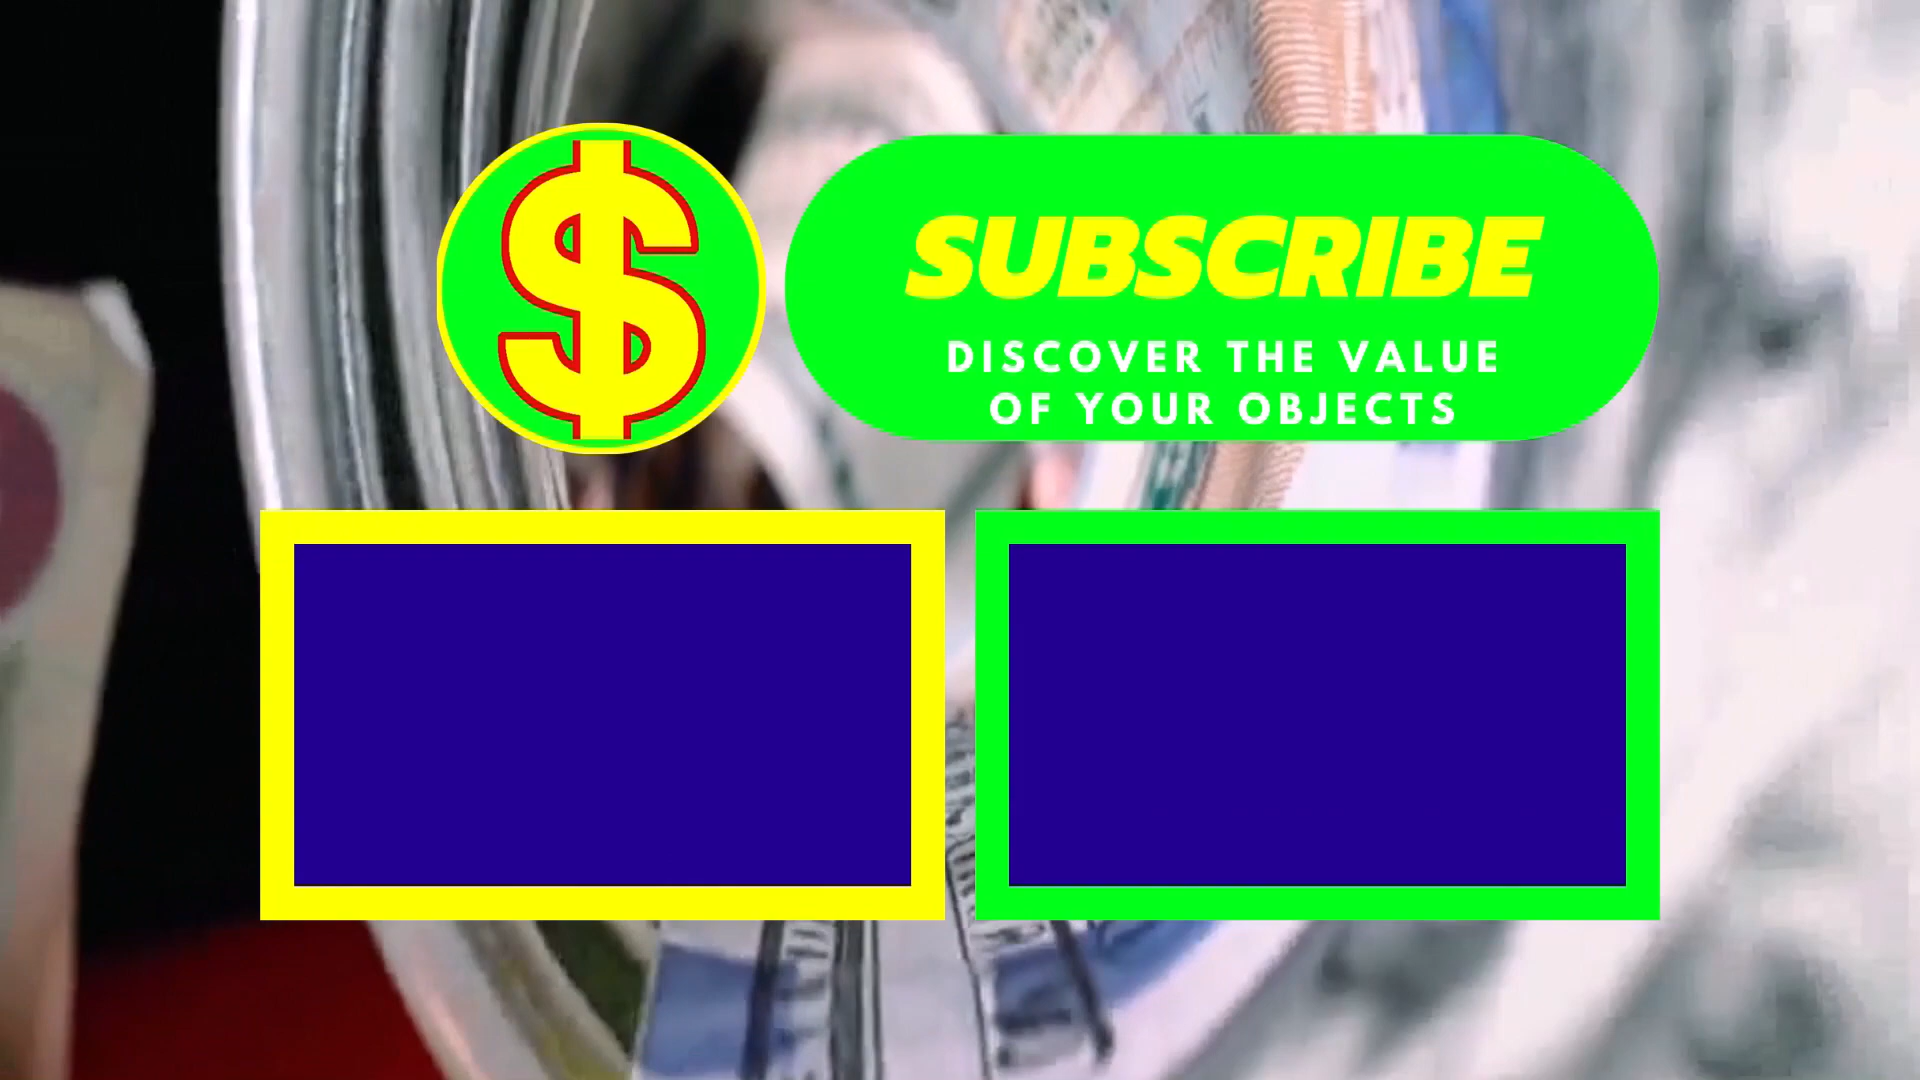 $
SUBSCRIBE
DISCOVER THE VALUE
OF YOUR OBJECTS